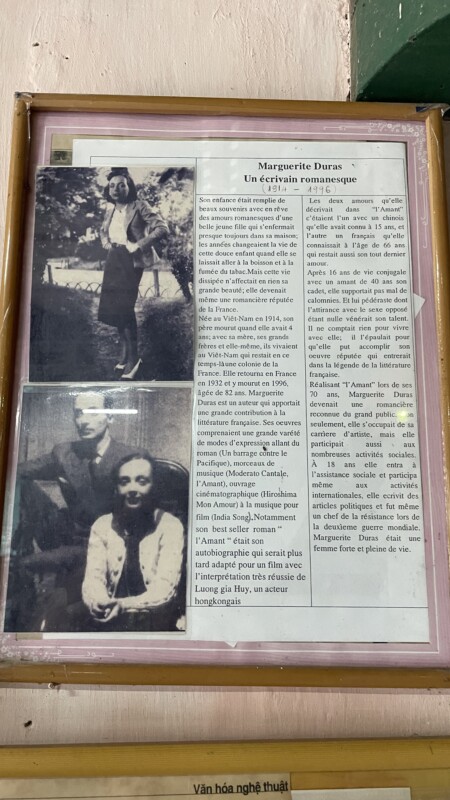 Marguerite Duras
Un écrivain romanesque
(1914 - 1996)
Son enfance était remplie de
beaux souvenirs avec en rêve
des amours romanesques d'une
belle jeune fille qui s'enfermait
presque toujours dans sa maison;
les années changeaient la vie de
cette douce enfant quand elle se
laissait aller à la boisson et à la
fumée du tabac.Mais cette vie
dissipée n'affectait en rien sa
grande beauté; elle devenait
même une romancière réputée
de la France.
Née au Viêt-Nam en 1914, son
père mourut quand elle avait 4
ans; avec sa mère, ses grands
frères et elle-même, ils vivaient
au Viêt-Nam qui restait en ce
temps-là une colonie de la
France. Elle retourna en France
en 1932 et y mourut en 1996,
âgée de 82 ans. Marguerite
Duras est un auteur qui apportait
une grande contribution à la
littérature française. Ses oeuvres
comprenaient une grande variété
de modes d'expression allant du
roman (Un barrage contre le
Pacifique), morceaux de
musique (Moderato Cantale,
l'Amant), ouvrage
cinématographique (Hiroshima
Mon Amour) à la musique pour
film (India Song).Notamment
son best seller roman "
l'Amant " était son
autobiographie qui serait plus
tard adapté pour un film avec
l'interprétation très réussie de
Luong gia Huy, un acteur
hongkongais
Les deux amours qu'elle
décrivait dans "l'Amant"
c'étaient l'un avec un chinois
qu'elle avait connu à 15 ans, et
l'autre un français qu'elle
connaissait à l'âge de 66 ans
qui restait aussi son tout dernier
amour.
Après 16 ans de vie conjugale
avec un amant de 40 ans son
cadet, elle supportait pas mal de
calomnies. Et lui pédéraste dont
l'attirance avec le sexe opposé
étant nulle vénérait son talent.
Il ne comptait rien pour vivre
avec elle; il l'épaulait pour
qu'elle put accomplir son
oeuvre réputée qui entrerait
dans la légende de la littérature
française.
Réalisant "l'Amant" lors de ses
70 ans, Marguerite Duras
devenait une romancière
reconnue du grand public. Non
seulement, elle s'occupait de sa
carriere d'artiste, mais elle
participait aussi aux
nombreuses activités sociales.
À 18 ans elle entra à
l'assistance sociale et participa
même aux activités
internationales, elle ecrivit des
articles politiques et fut même
un chef de la résistance lors de
la deuxieme guerre mondiale.
Marguerite Duras était une
femme forte et pleine de vie.
Văn hóa nghệ thuật